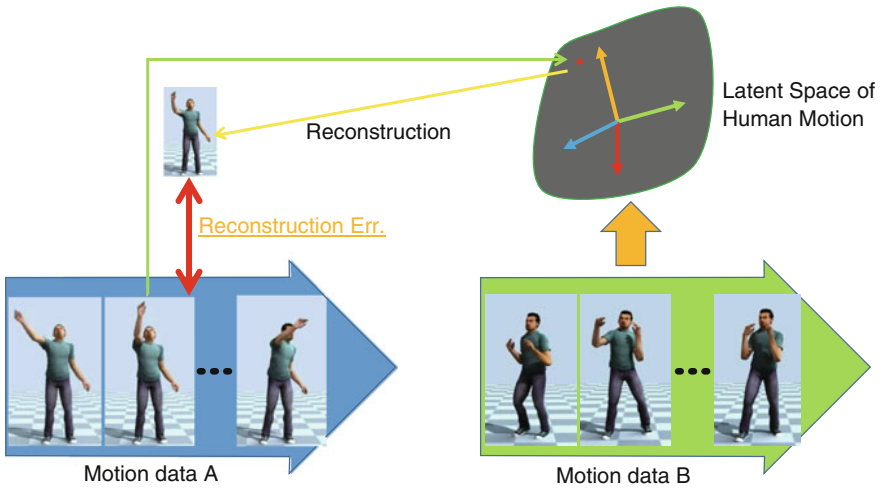 Latent Space of
Human Motion
Reconstruction
Reconstruction Err.
Motion data A
Motion data B